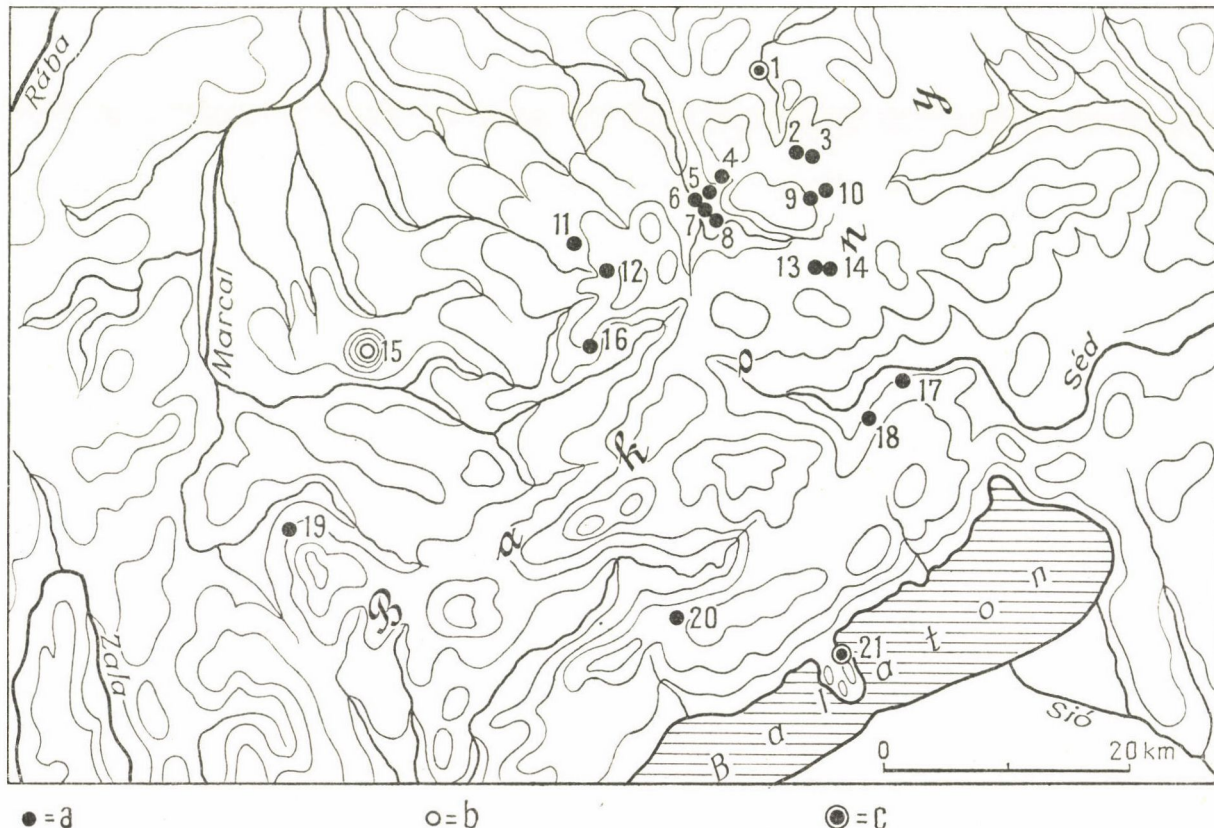 Rába
1
y
2
3
4
5
6
7
8
9
10
n
11
12
13
14
Marcal
15
16
o
Séd
17
18
k
19
a
B
Zala
20
21
Balaton
Sió
0 20 km
● = a
○ = b
◉ = c